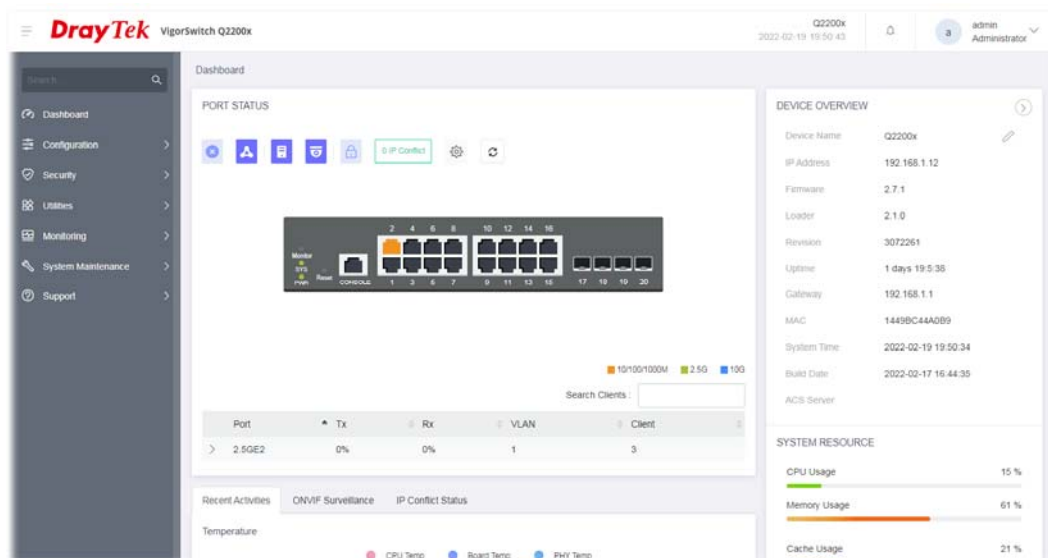 DrayTek VigorSwitch Q2200x
Q2200x
2022-02-19 19:50:43
a
admin
Administrator
Search
Dashboard
Configuration
Security
Utilities
Monitoring
System Maintenance
Support
Dashboard
PORT STATUS
0 IP Conflict
2 4 6 8 10 12 14 16
Monitor
SYS
PWR
Reset
CONSOLE
1 3 5 7 9 11 13 15 17 18 19 20
10/100/1000M 2.5G 10G
Search Clients :
Port Tx Rx VLAN Client
2.5GE2 0% 0% 1 3
Recent Activities ONVIF Surveillance IP Conflict Status
Temperature
CPU Temp Board Temp PHY Temp
DEVICE OVERVIEW
Device Name Q2200x
IP Address 192.168.1.12
Firmware 2.7.1
Loader 2.1.0
Revision 3072261
Uptime 1 days 19:5:38
Gateway 192.168.1.1
MAC 1449BC44A0B9
System Time 2022-02-19 19:50:34
Build Date 2022-02-17 16:44:35
ACS Server
SYSTEM RESOURCE
CPU Usage 15 %
Memory Usage 61 %
Cache Usage 21 %